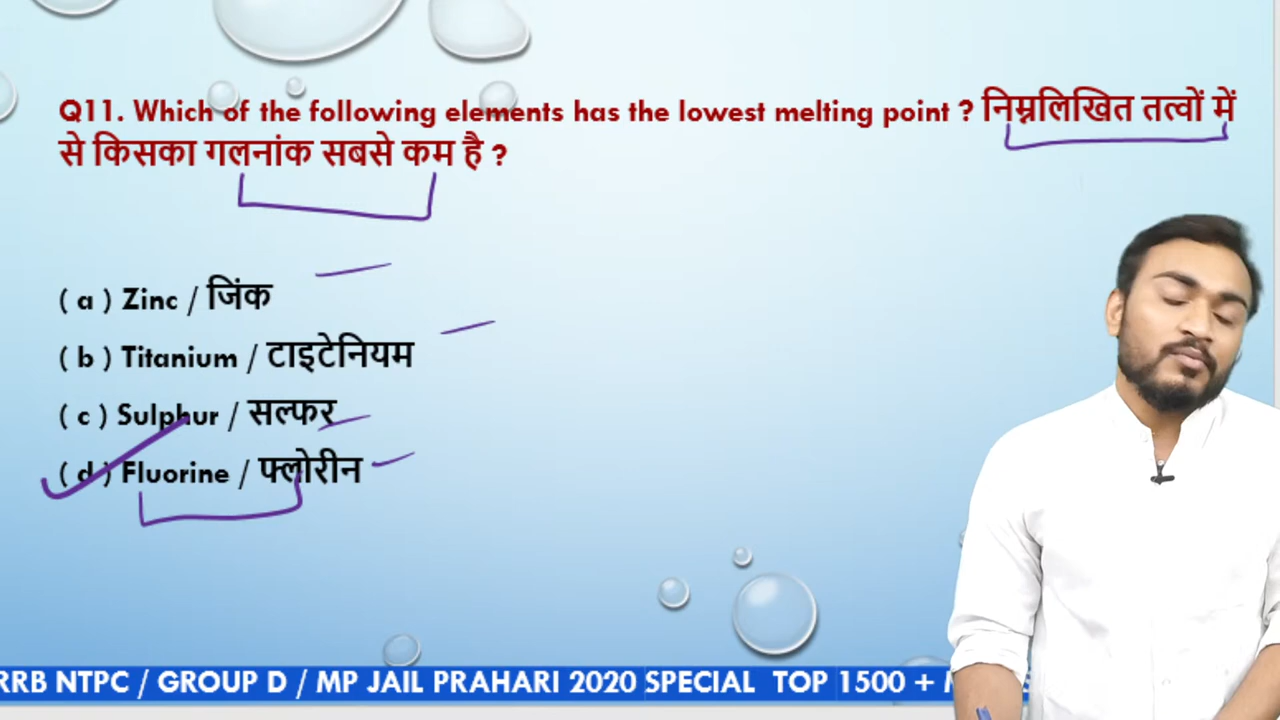 Q11. Which of the following elements has the lowest melting point ? निम्नलिखित तत्वों में
से किसका गलनांक सबसे कम है ?
( a ) Zinc / जिंक
( b ) Titanium / टाइटेनियम
( c ) Sulphur / सल्फर
( d ) Fluorine / फ्लोरीन
RRB NTPC / GROUP D / MP JAIL PRAHARI 2020 SPECIAL TOP 1500 +